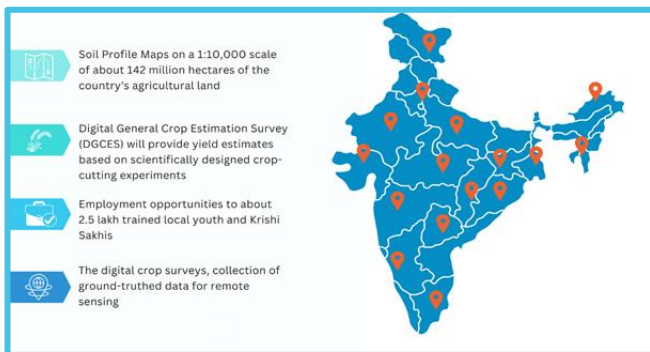 Soil Profile Maps on a 1:10,000 scale
of about 142 million hectares of the
country's agricultural land
Digital General Crop Estimation Survey
(DGCES) will provide yield estimates
based on scientifically designed crop-
cutting experiments
Employment opportunities to about
2.5 lakh trained local youth and Krishi
Sakhis
The digital crop surveys, collection of
ground-truthed data for remote
sensing